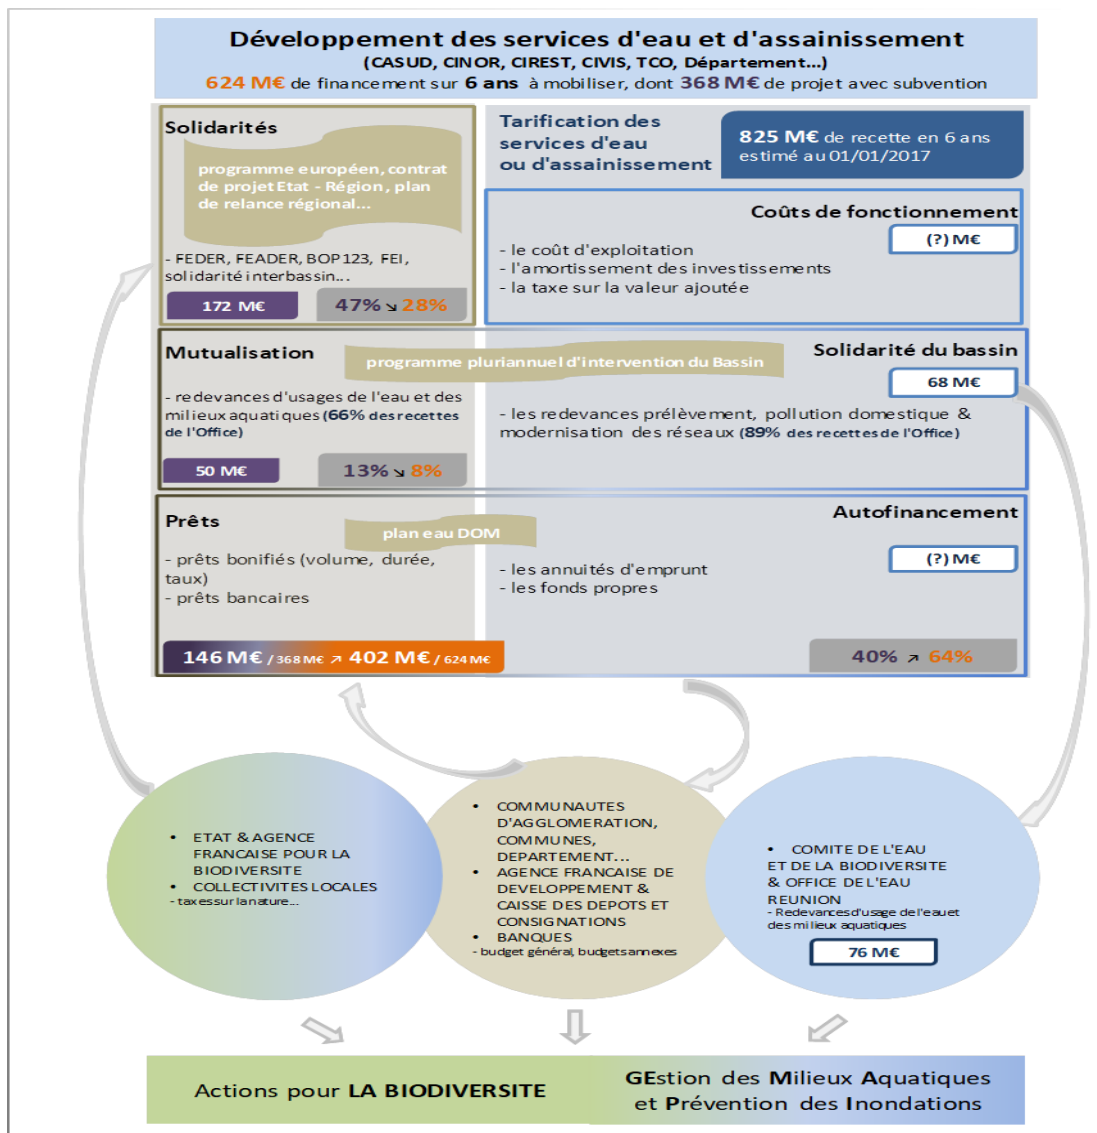 Développement des services d'eau et d'assainissement
(CASUD, CINOR, CIREST, CIVIS, TCO, Département...)
624 M€ de financement sur 6 ans à mobiliser, dont 368 M€ de projet avec subvention
Solidarités
programme européen, contrat
de projet Etat - Région, plan
de relance régional...
- FEDER, FEADER, BOP123, FEI,
solidarité interbassin...
172 M€
47% ↘ 28%
Tarification des
services d'eau
ou d'assainissement
825 M€ de recette en 6 ans
estimé au 01/01/2017
Coûts de fonctionnement
(?) M€
- le coût d'exploitation
- l'amortissement des investissements
- la taxe sur la valeur ajoutée
Mutualisation
programme pluriannuel d'intervention du Bassin
- redevances d'usages de l'eau et des
milieux aquatiques (66% des recettes
de l'Office)
50 M€
13% ↘ 8%
Solidarité du bassin
68 M€
- les redevances prélèvement, pollution domestique &
modernisation des réseaux (89% des recettes de l'Office)
Prêts
plan eau DOM
- prêts bonifiés (volume, durée,
taux)
- prêts bancaires
146 M€ / 368 M€ ↗ 402 M€ / 624 M€
Autofinancement
(?) M€
- les annuités d'emprunt
- les fonds propres
40% ↗ 64%
• ETAT & AGENCE
FRANCAISE POUR LA
BIODIVERSITE
• COLLECTIVITES LOCALES
- taxes sur la nature...
• COMMUNAUTES
D'AGGLOMERATION,
COMMUNES,
DEPARTEMENT...
• AGENCE FRANCAISE DE
DEVELOPPEMENT &
CAISSE DES DEPOTS ET
CONSIGNATIONS
• BANQUES
- budget général, budgets annexes
• COMITE DE L'EAU
ET DE LA BIODIVERSITE
& OFFICE DE L'EAU
REUNION
- Redevances d'usage de l'eau et
des milieux aquatiques
76 M€
Actions pour LA BIODIVERSITE
GEstion des Milieux Aquatiques
et Prévention des Inondations